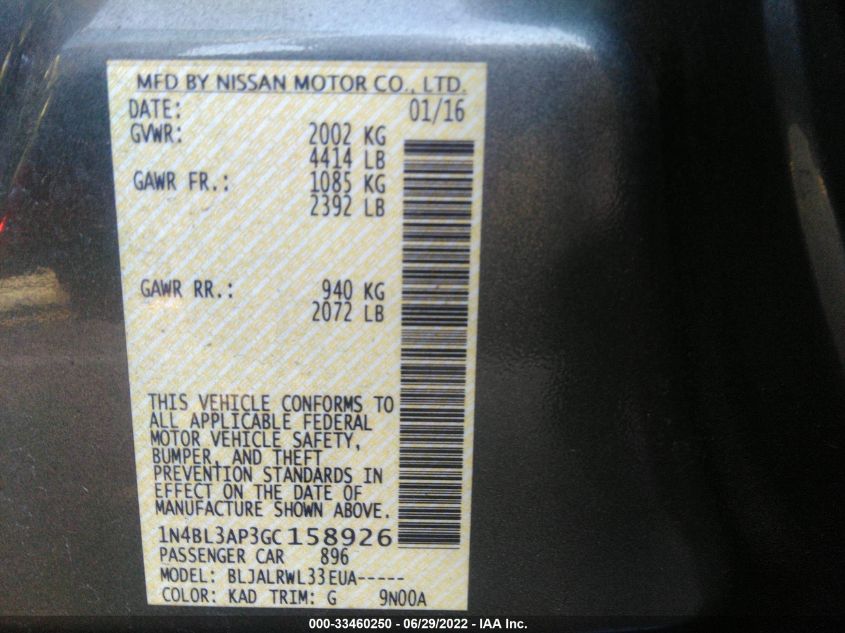 MFD BY NISSAN MOTOR CO., LTD.
DATE: 01/16
GVWR: 2002 KG
4414 LB
GAWR FR.: 1085 KG
2392 LB
GAWR RR.: 940 KG
2072 LB
THIS VEHICLE CONFORMS TO
ALL APPLICABLE FEDERAL
MOTOR VEHICLE SAFETY,
BUMPER, AND THEFT
PREVENTION STANDARDS IN
EFFECT ON THE DATE OF
MANUFACTURE SHOWN ABOVE.
1N4BL3AP3GC158926
PASSENGER CAR 896
MODEL: BLJALRWL33EUA-----
COLOR: KAD TRIM: G 9N00A
000-33460250 - 06/29/2022 - IAA Inc.